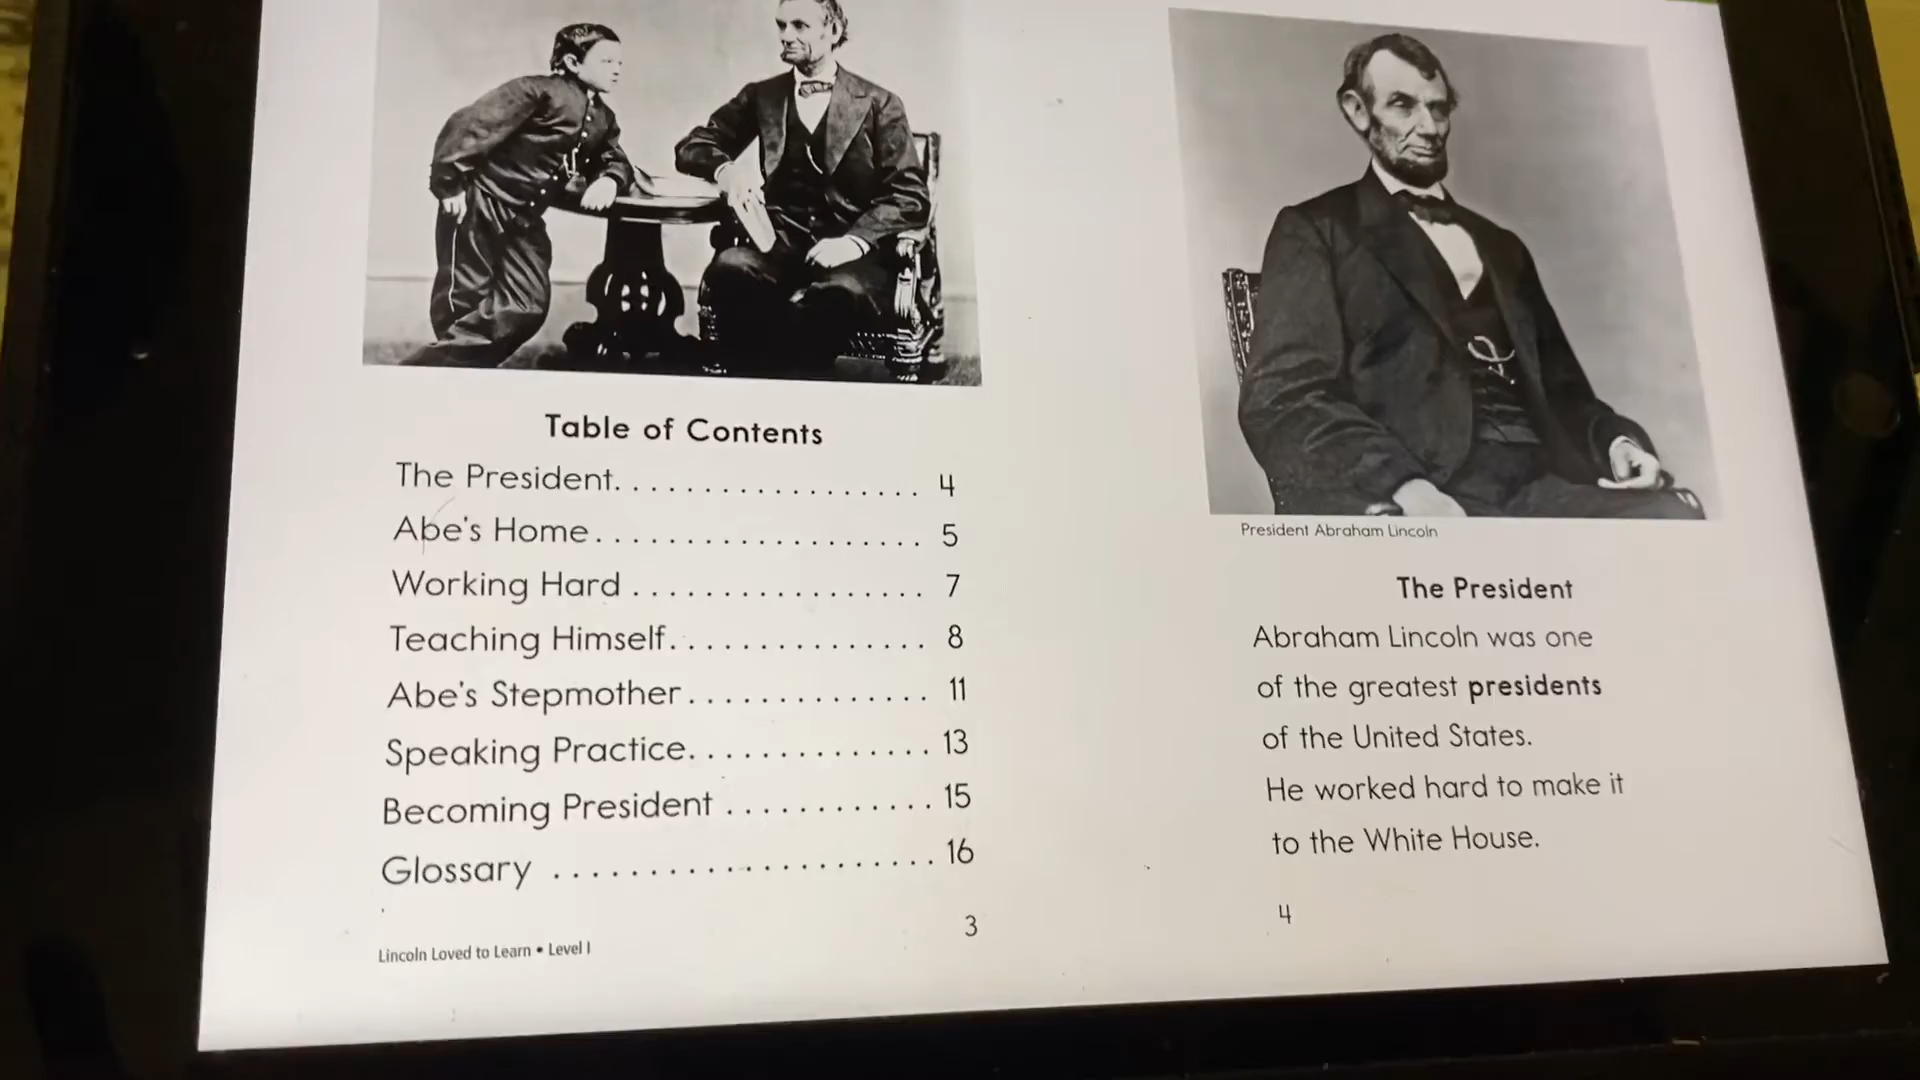 Table of Contents
The President. . . . . . . . . . . . . . . . . . 4
Abe's Home . . . . . . . . . . . . . . . . . . . 5
Working Hard . . . . . . . . . . . . . . . . . 7
Teaching Himself. . . . . . . . . . . . . . . 8
Abe's Stepmother . . . . . . . . . . . . . . 11
Speaking Practice. . . . . . . . . . . . . . 13
Becoming President . . . . . . . . . . . . 15
Glossary . . . . . . . . . . . . . . . . . . . . 16
3
Lincoln Loved to Learn • Level I
President Abraham Lincoln
The President
Abraham Lincoln was one
of the greatest presidents
of the United States.
He worked hard to make it
to the White House.
4